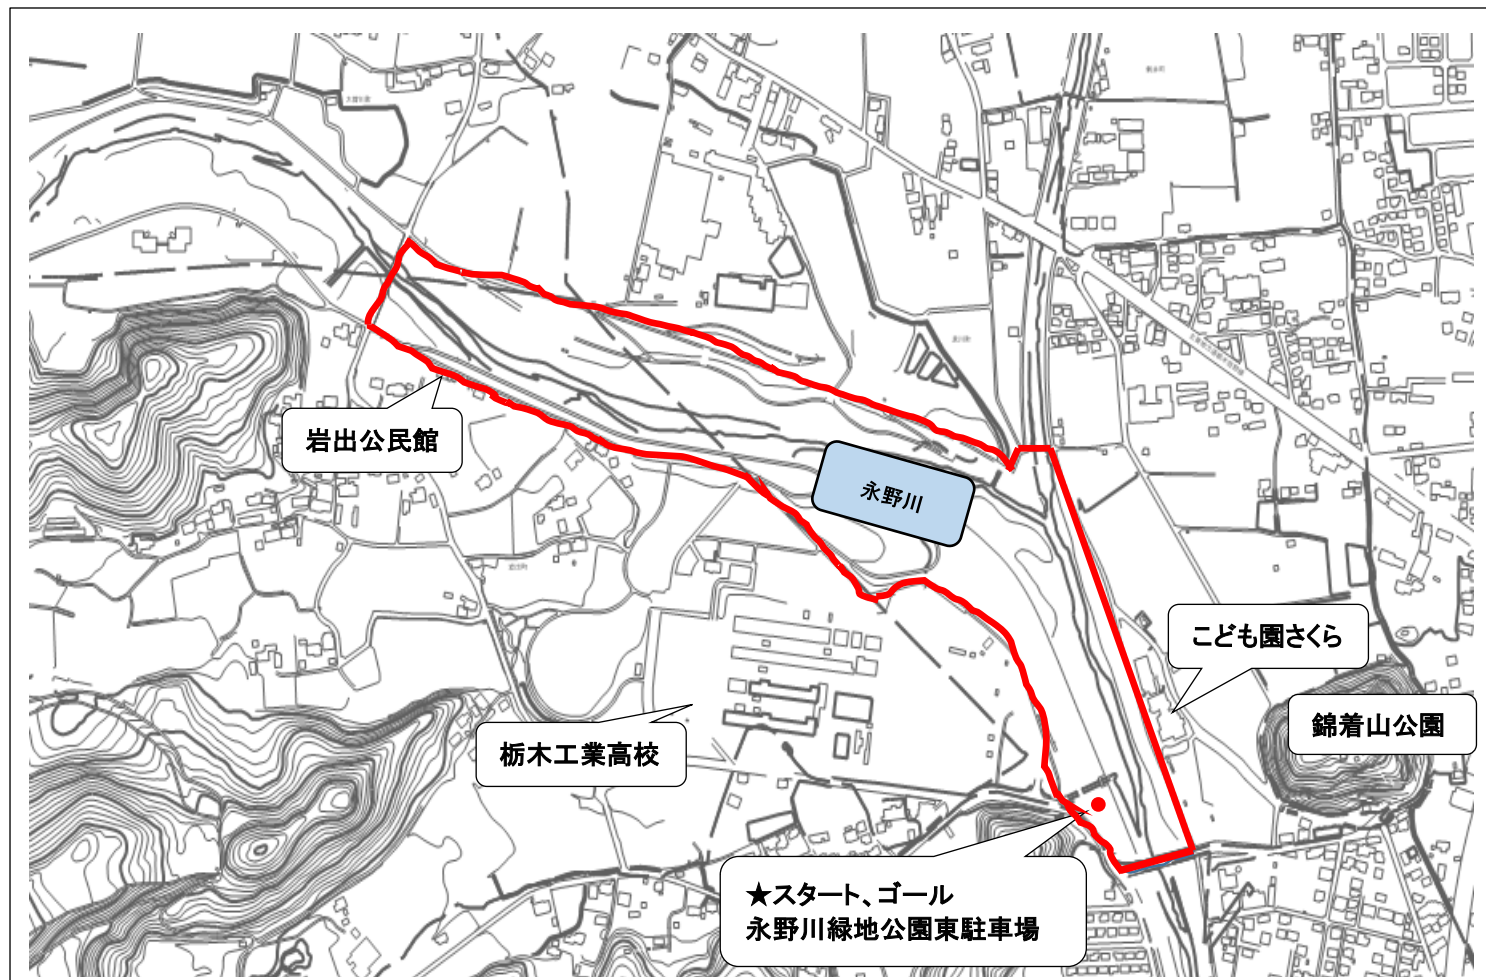 岩出公民館
永野川
こども園さくら
錦着山公園
栃木工業高校
★スタート、ゴール
永野川緑地公園東駐車場